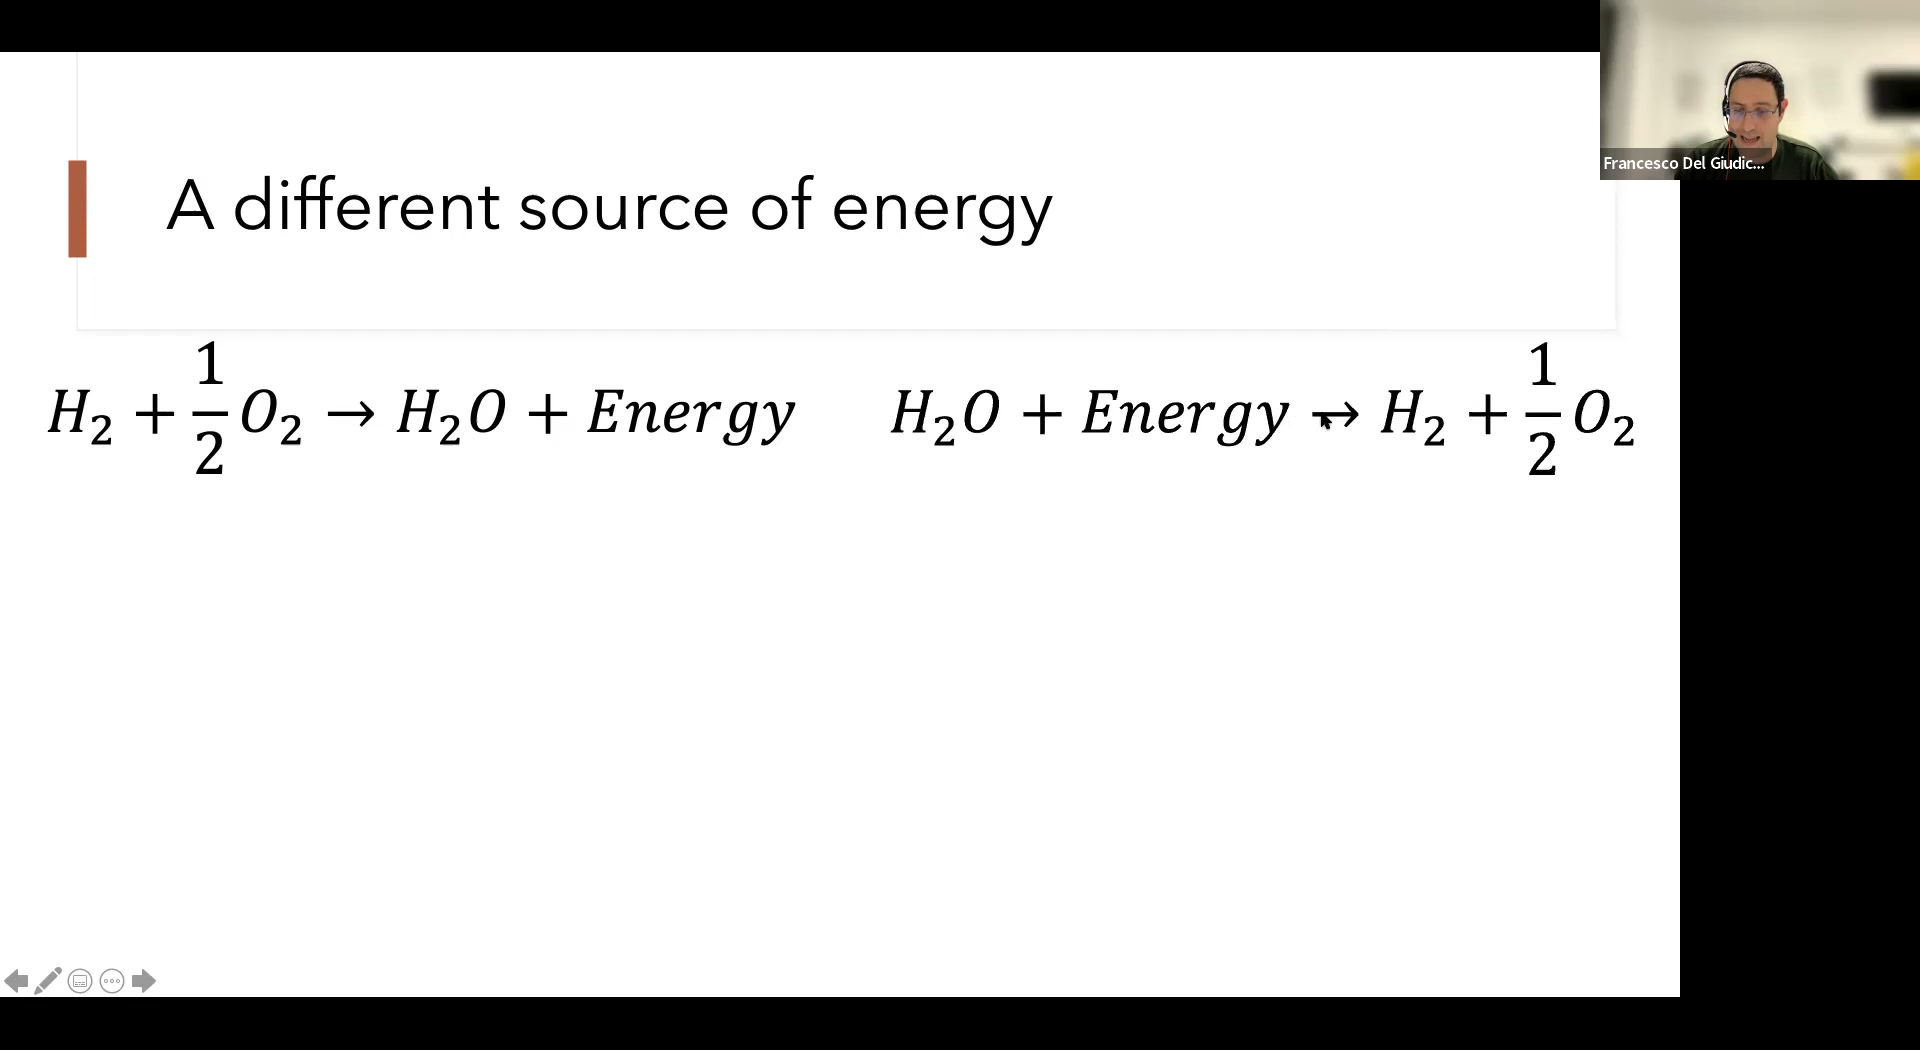 A different source of energy
H₂ + 1/2 O₂ → H₂O + Energy
H₂O + Energy → H₂ + 1/2 O₂
Francesco Del Giudic...